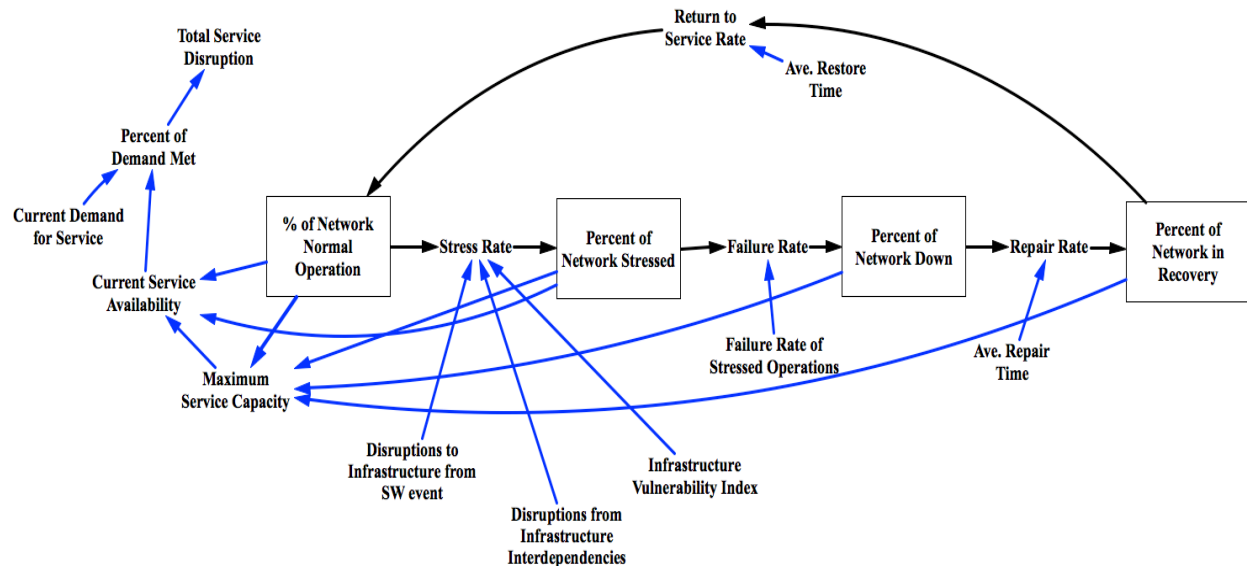 Return to
Service Rate
Total Service
Disruption
Ave. Restore
Time
Percent of
Demand Met
Current Demand
for Service
% of Network
Normal
Operation
Stress Rate
Percent of
Network Stressed
Failure Rate
Percent of
Network Down
Repair Rate
Percent of
Network in
Recovery
Current Service
Availability
Maximum
Service Capacity
Failure Rate of
Stressed Operations
Ave. Repair
Time
Disruptions to
Infrastructure from
SW event
Infrastructure
Vulnerability Index
Disruptions from
Infrastructure
Interdependencies